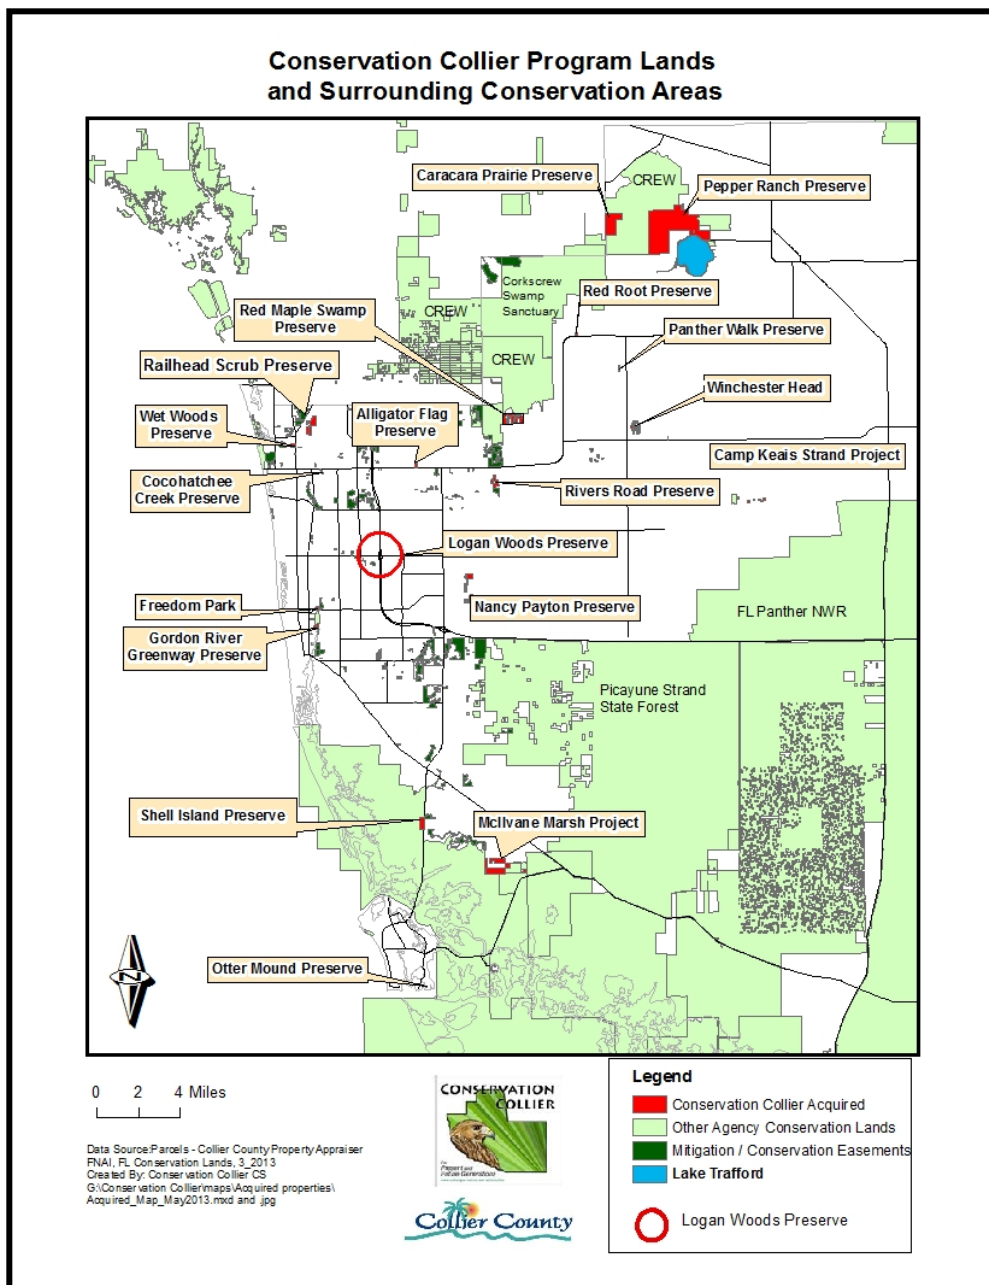 Conservation Collier Program Lands
and Surrounding Conservation Areas
Caracara Prairie Preserve
CREW
Pepper Ranch Preserve
Corkscrew
Swamp
Sanctuary
Red Root Preserve
Red Maple Swamp
Preserve
CREW
Panther Walk Preserve
Railhead Scrub Preserve
CREW
Winchester Head
Wet Woods
Preserve
Alligator Flag
Preserve
Camp Keais Strand Project
Cocohatchee
Creek Preserve
Rivers Road Preserve
Logan Woods Preserve
Freedom Park
Nancy Payton Preserve
FL Panther NWR
Gordon River
Greenway Preserve
Picayune Strand
State Forest
Shell Island Preserve
McIlvane Marsh Project
Otter Mound Preserve
N
0 2 4 Miles
Data Source:Parcels - Collier County Property Appraiser
FNAI, FL Conservation Lands, 3_2013
Created By: Conservation Collier CS
G:\Conservation Collier\maps\Acquired properties\
Acquired_Map_May2013.mxd and .jpg
CONSERVATION
COLLIER
For
Present and
Future Generations
Collier County
Legend
Conservation Collier Acquired
Other Agency Conservation Lands
Mitigation / Conservation Easements
Lake Trafford
Logan Woods Preserve